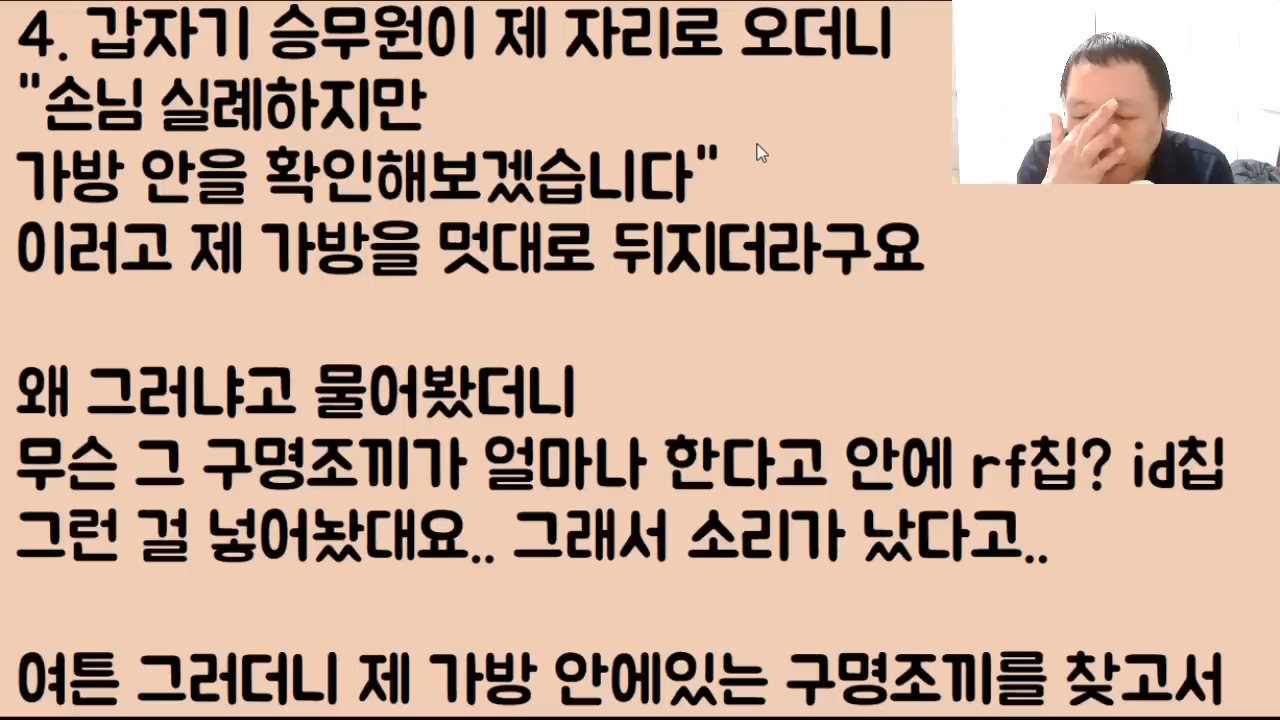 4. 갑자기 승무원이 제 자리로 오더니
"손님 실례하지만
가방 안을 확인해보겠습니다"
이러고 제 가방을 멋대로 뒤지더라구요
왜 그러냐고 물어봤더니
무슨 그 구명조끼가 얼마나 한다고 안에 rf칩? id칩
그런 걸 넣어놨대요.. 그래서 소리가 났다고..
여튼 그러더니 제 가방 안에있는 구명조끼를 찾고서